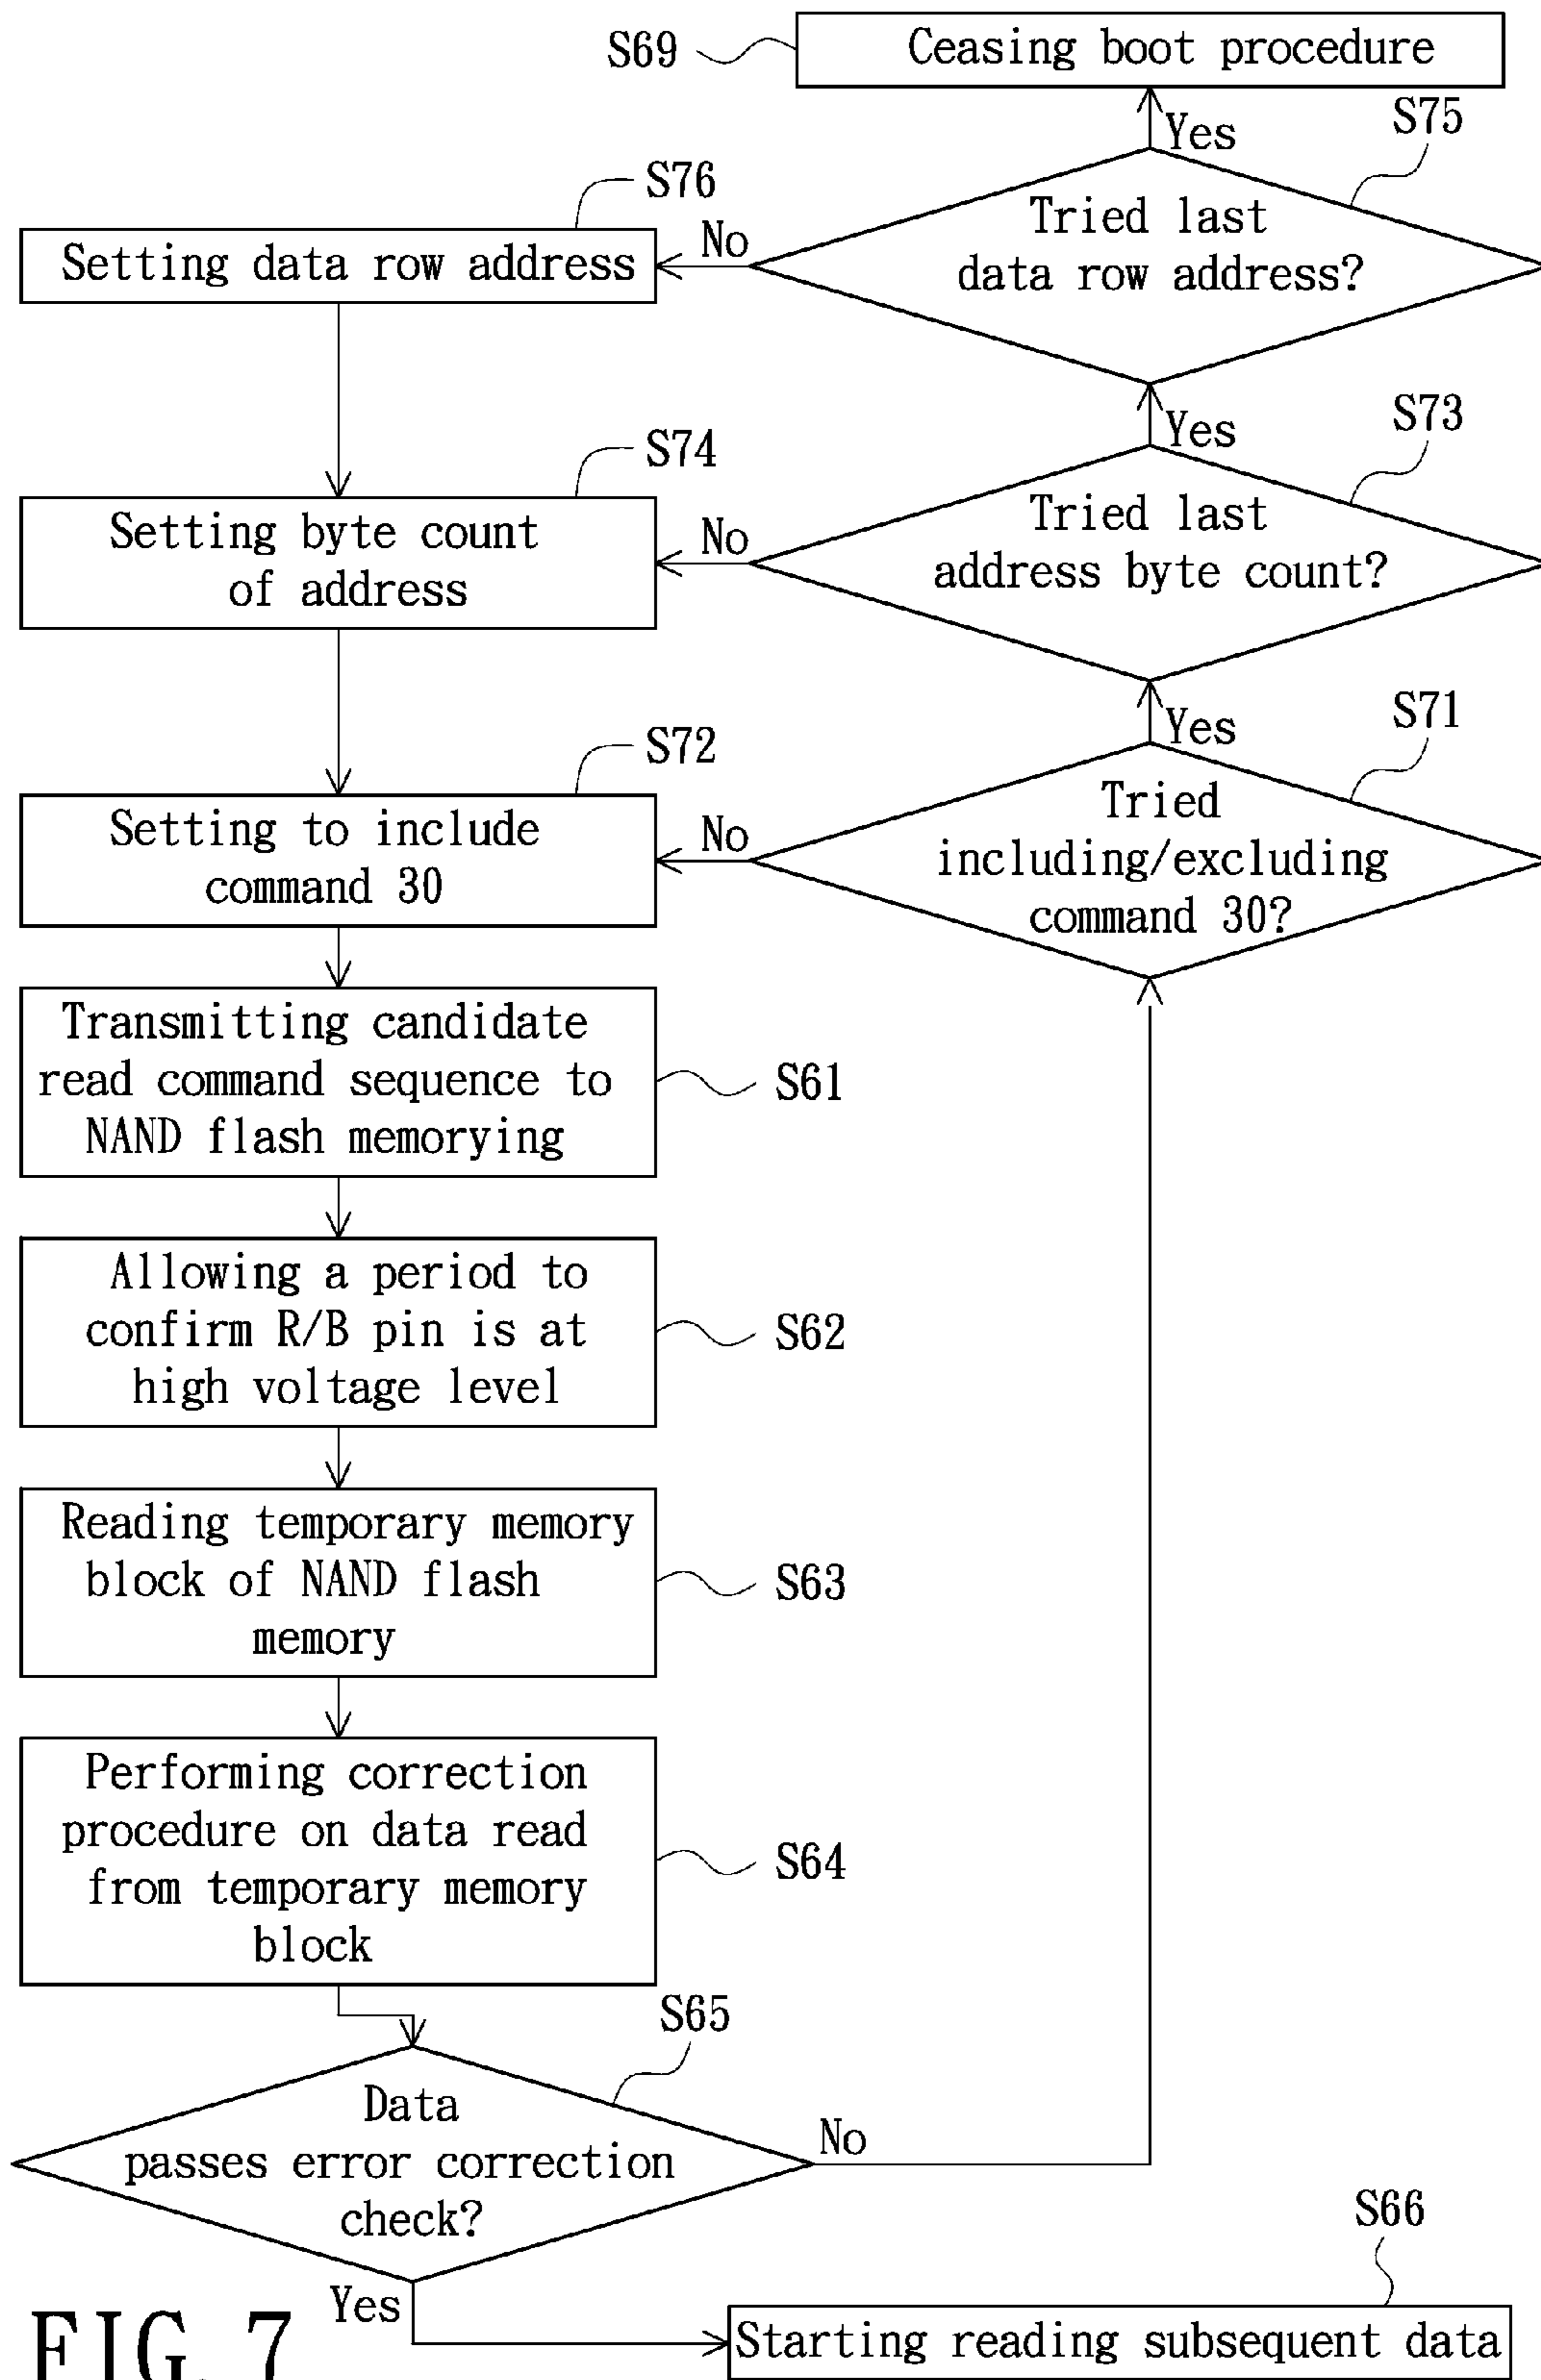 S69
Ceasing boot procedure
Yes
S75
S76
Tried last
data row address?
No
Setting data row address
Yes
S73
S74
Tried last
address byte count?
No
Setting byte count
of address
Yes
S71
S72
Tried
including/excluding
command 30?
No
Setting to include
command 30
Transmitting candidate
read command sequence to
NAND flash memorying
S61
Allowing a period to
confirm R/B pin is at
high voltage level
S62
Reading temporary memory
block of NAND flash
memory
S63
Performing correction
procedure on data read
from temporary memory
block
S64
S65
Data
passes error correction
check?
No
Yes
S66
Starting reading subsequent data
FIG. 7